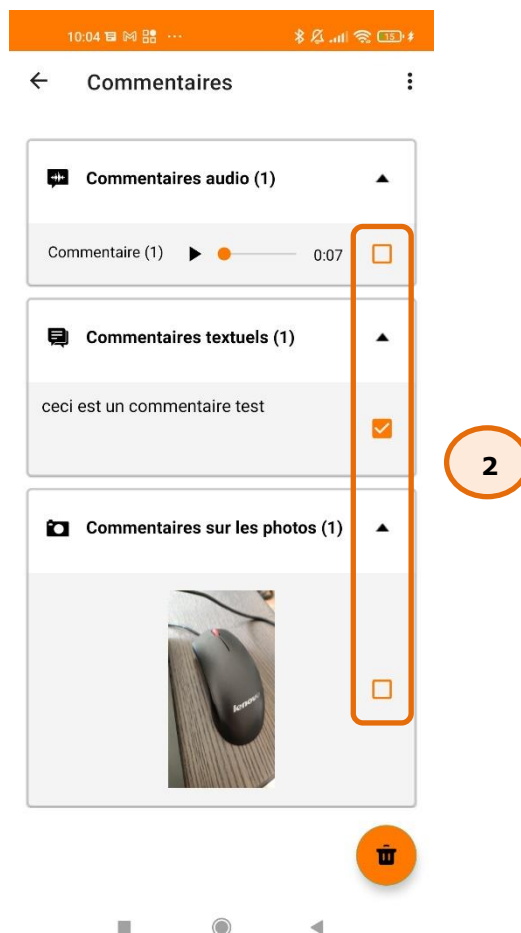 10:04
15
Commentaires
Commentaires audio (1)
Commentaire (1)
0:07
Commentaires textuels (1)
ceci est un commentaire test
2
Commentaires sur les photos (1)
lenovo